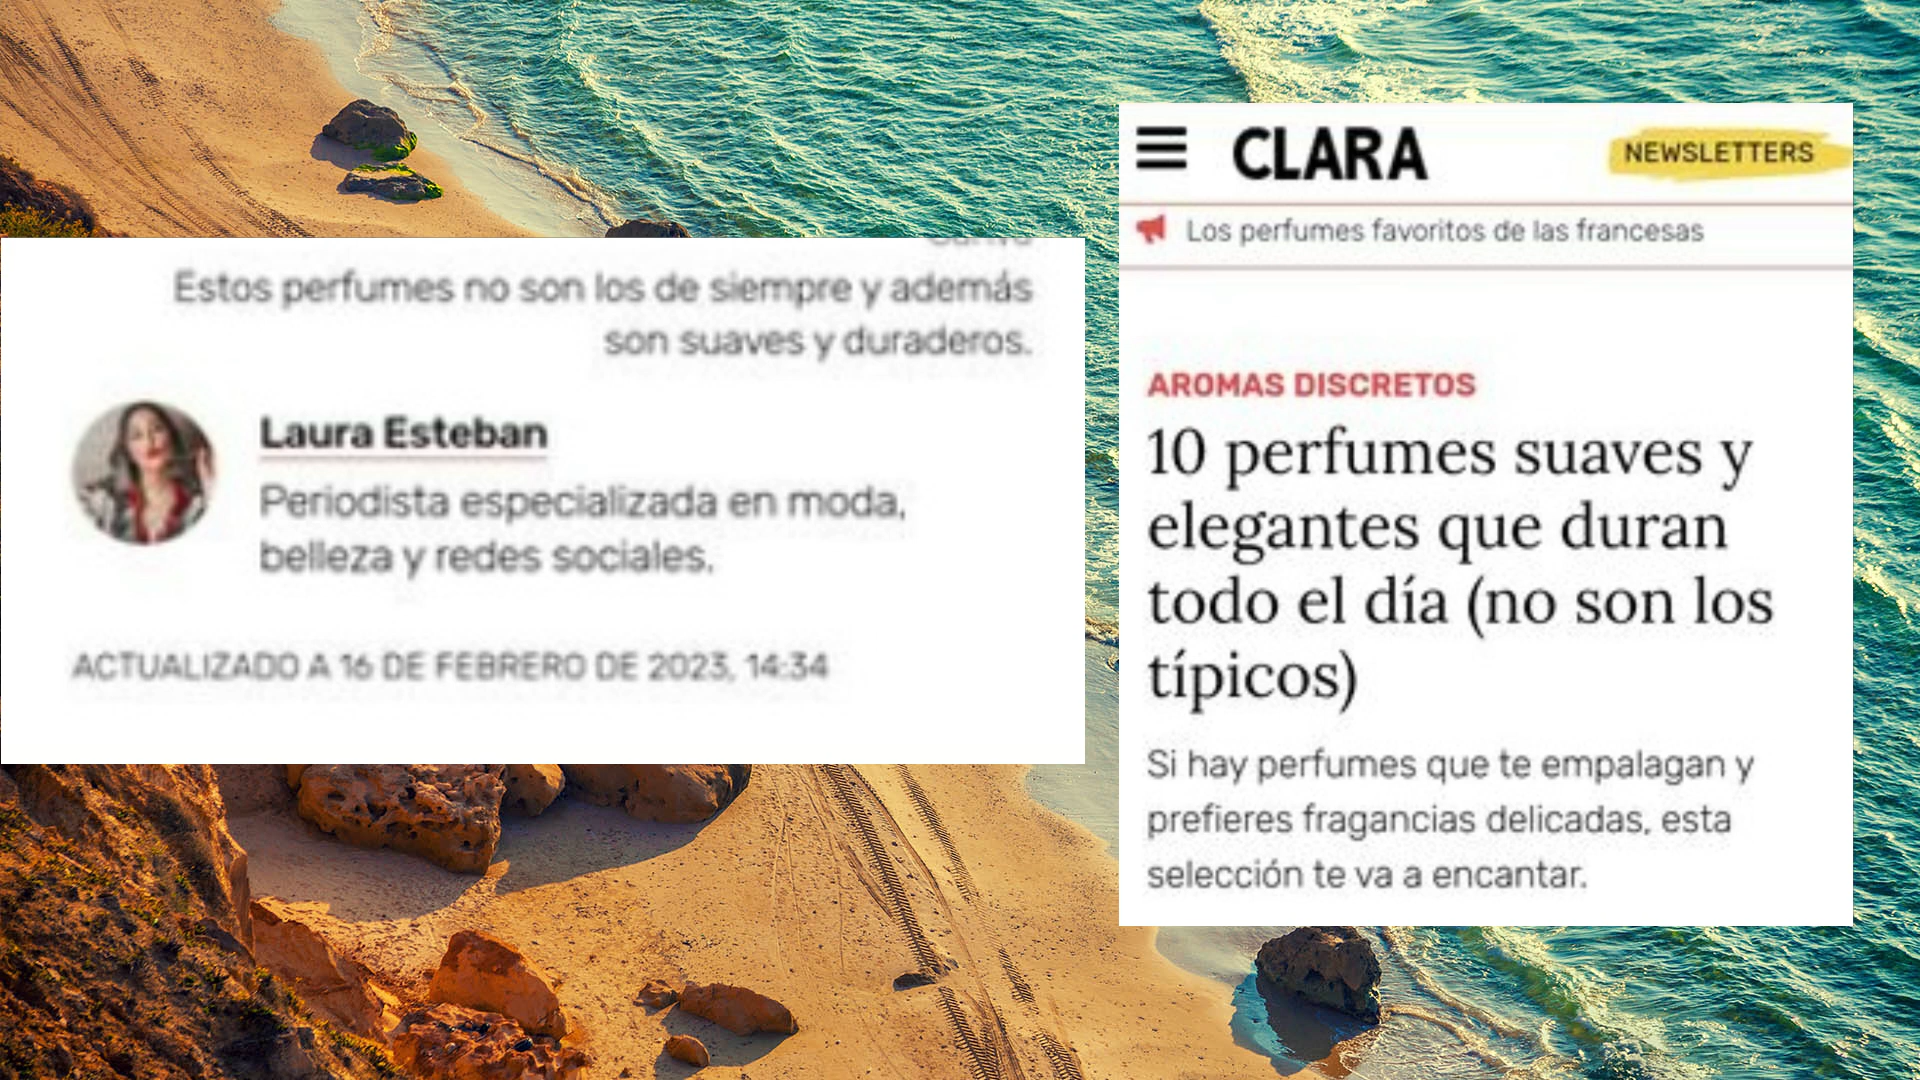 Estos perfumes no son los de siempre y además
son suaves y duraderos.
Laura Esteban
Periodista especializada en moda,
belleza y redes sociales.
ACTUALIZADO A 16 DE FEBRERO DE 2023, 14:34
CLARA
NEWSLETTERS
Los perfumes favoritos de las francesas
AROMAS DISCRETOS
10 perfumes suaves y
elegantes que duran
todo el día (no son los
típicos)
Si hay perfumes que te empalagan y
prefieres fragancias delicadas, esta
selección te va a encantar.